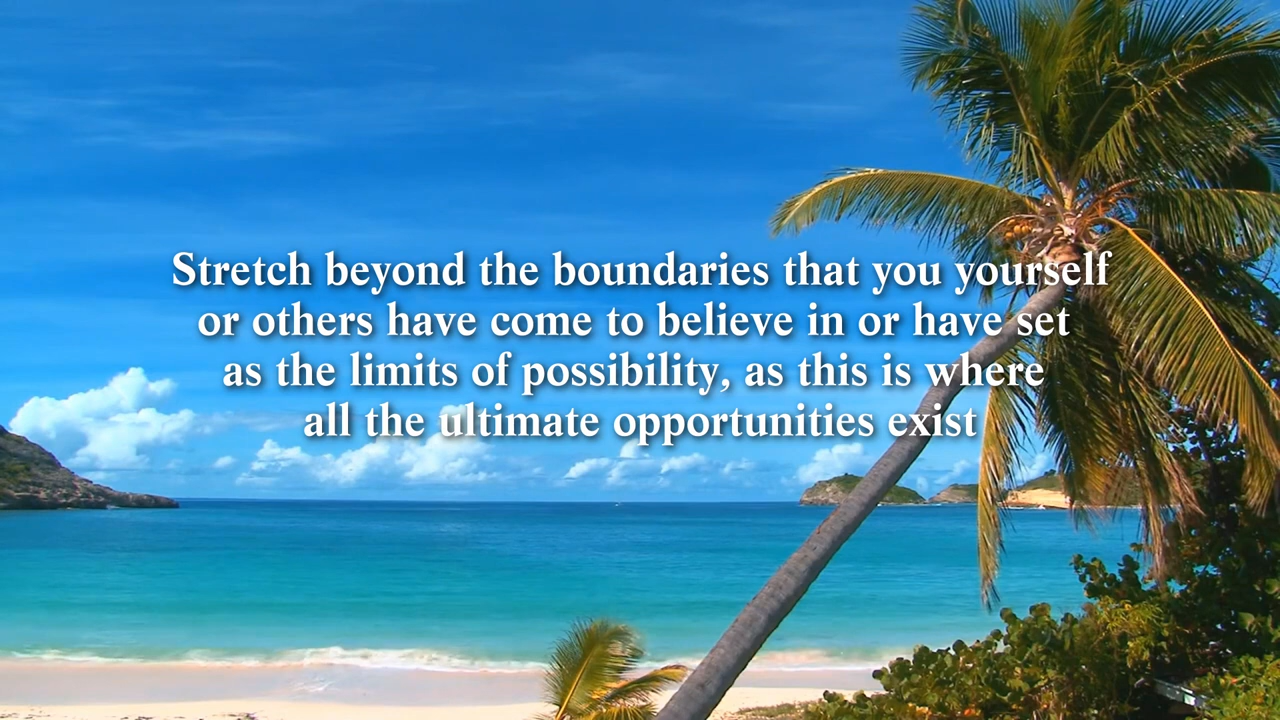 Stretch beyond the boundaries that you yourself
or others have come to believe in or have set
as the limits of possibility, as this is where
all the ultimate opportunities exist